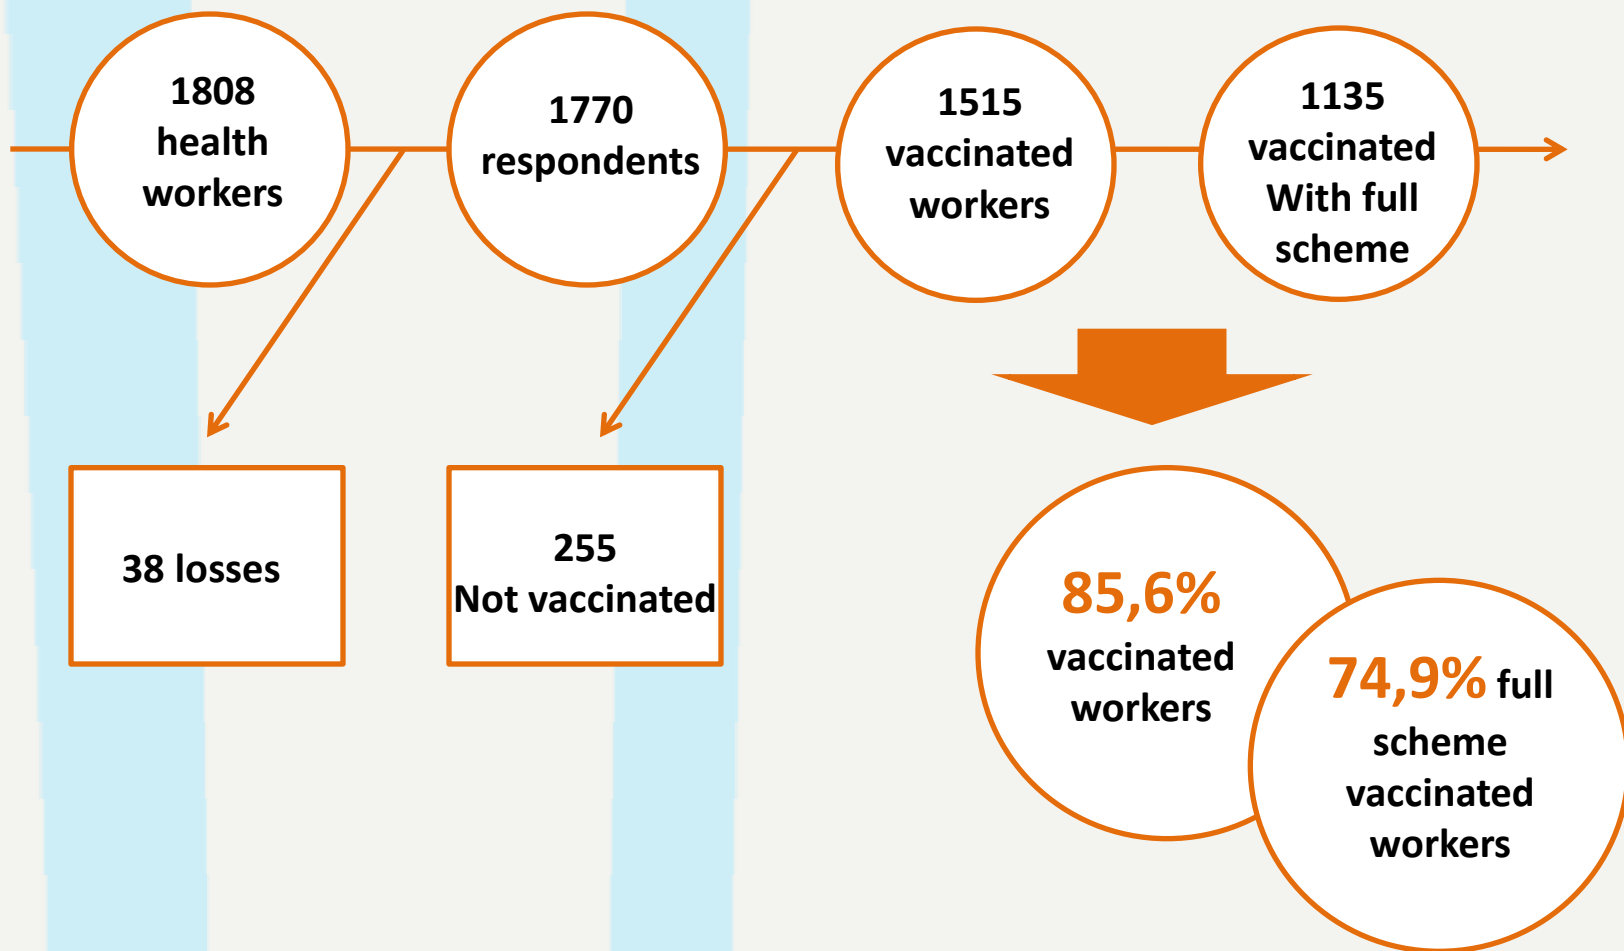 1808
health
workers
1770
respondents
1515
vaccinated
workers
1135
vaccinated
With full
scheme
38 losses
255
Not vaccinated
85,6%
vaccinated
workers
74,9% full
scheme
vaccinated
workers